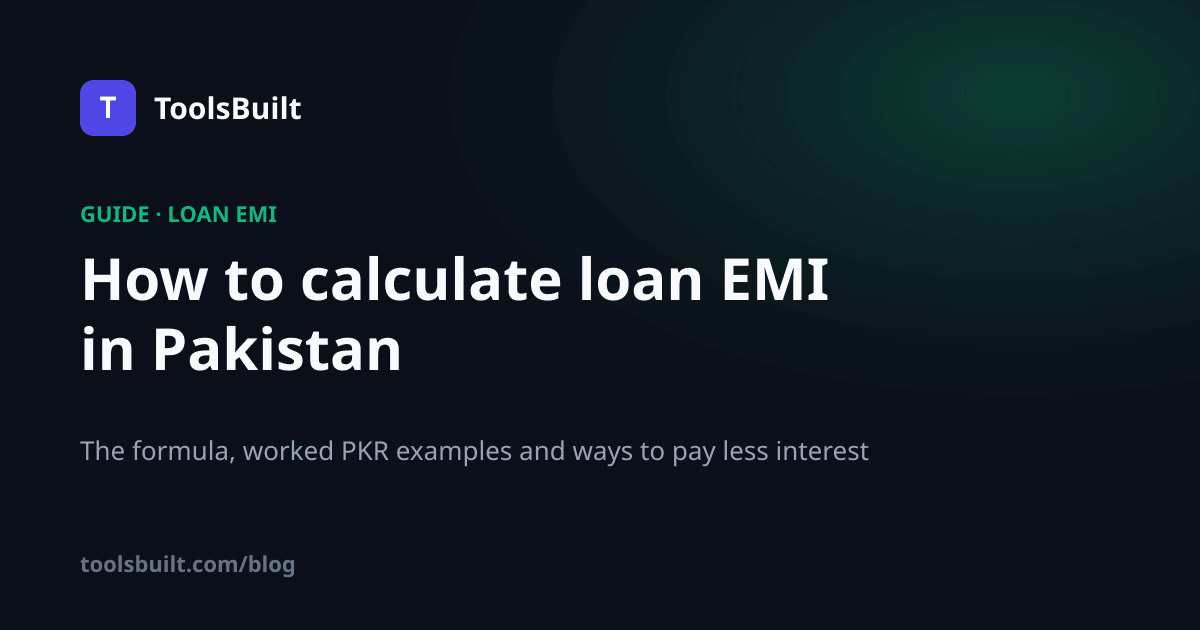 T
ToolsBuilt
GUIDE · LOAN EMI
How to calculate loan EMI
in Pakistan
The formula, worked PKR examples and ways to pay less interest
toolsbuilt.com/blog